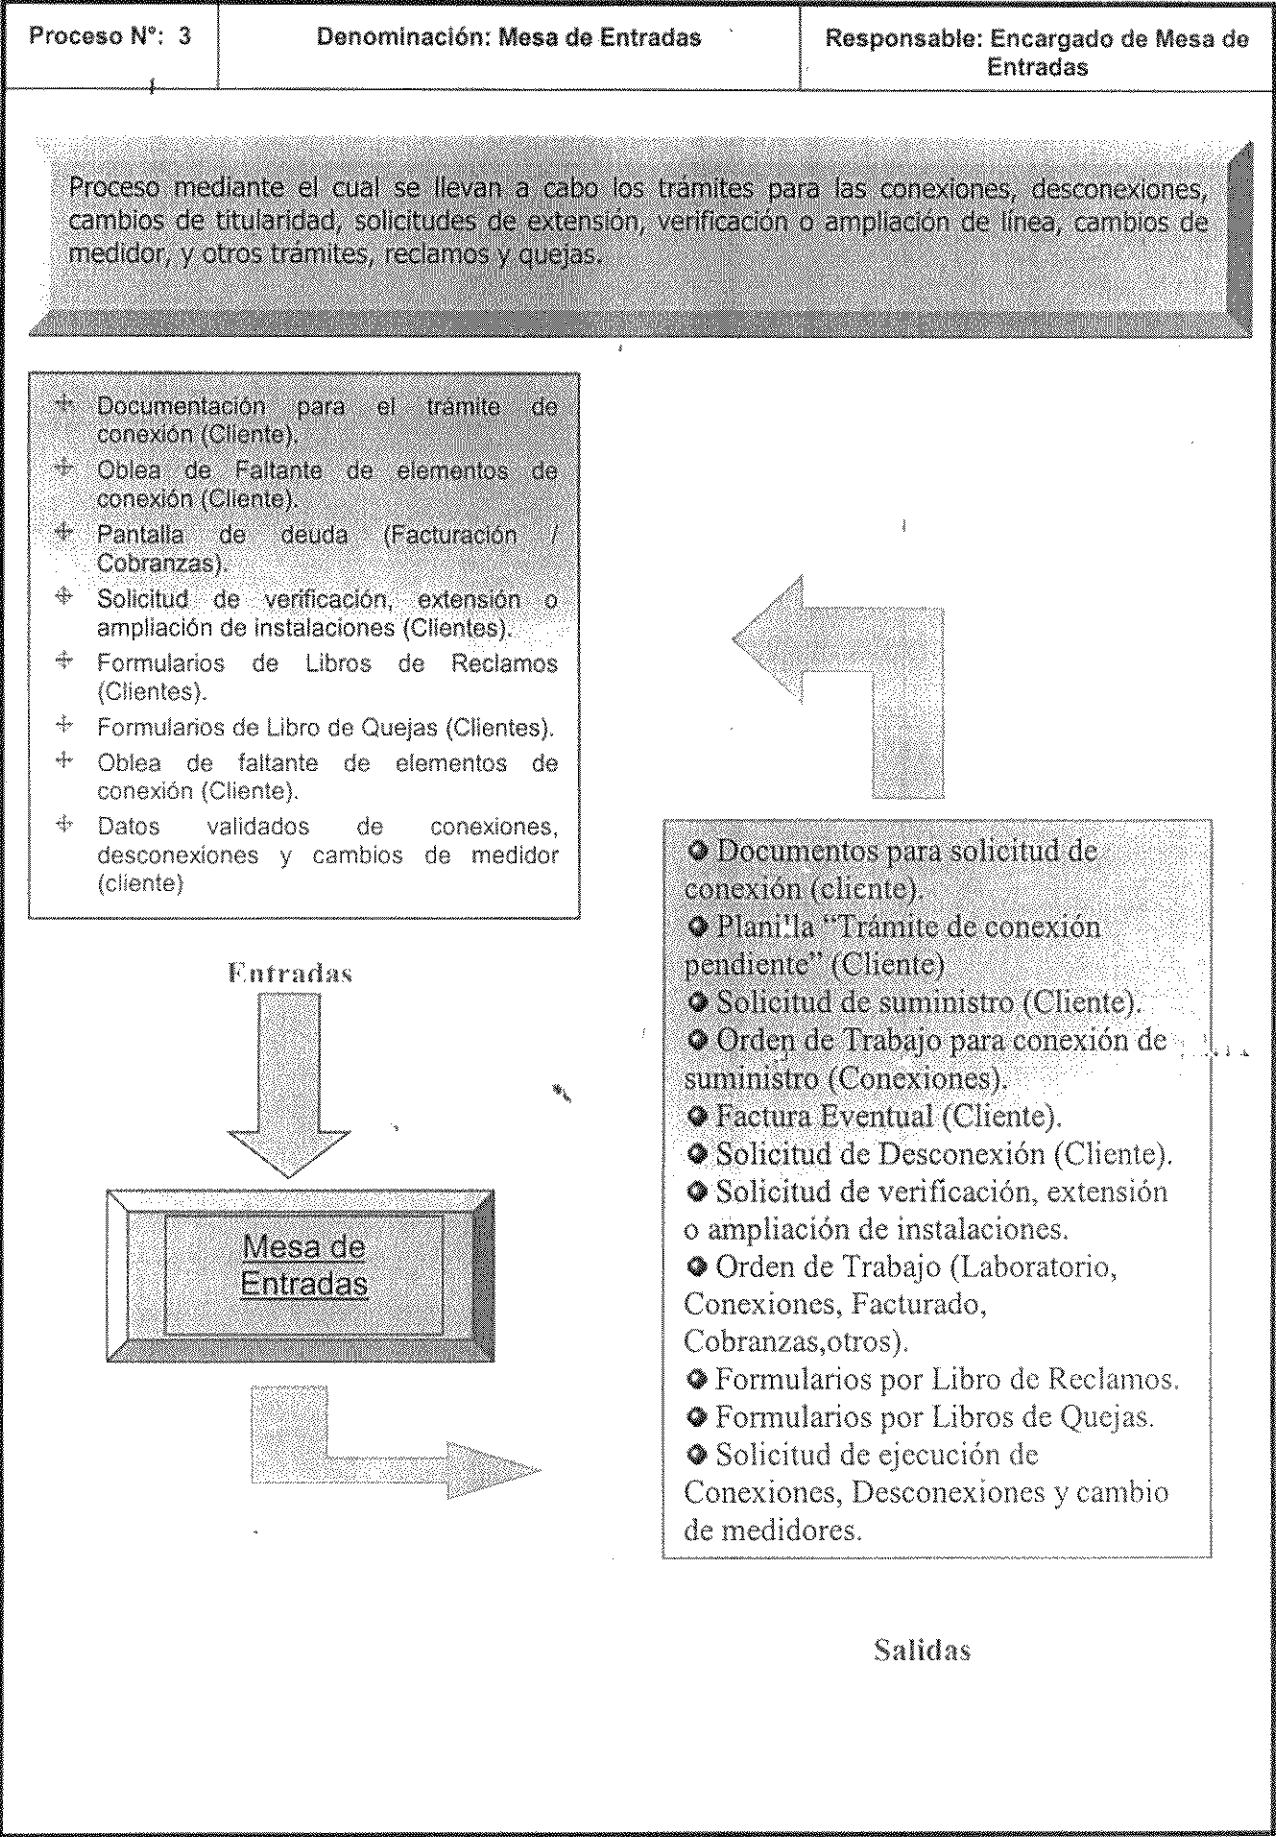 Proceso N°: 3
Denominación: Mesa de Entradas
Responsable: Encargado de Mesa de
Entradas
Proceso mediante el cual se llevan a cabo los trámites para las conexiones, desconexiones,
cambios de titularidad, solicitudes de extensión, verificación o ampliación de línea, cambios de
medidor, y otros trámites, reclamos y quejas.
Documentación para el trámite de
conexión (Cliente).
Oblea de Faltante de elementos de
conexión (Cliente).
Pantalla de deuda (Facturación /
Cobranzas).
Solicitud de verificación, extensión o
ampliación de instalaciones (Clientes).
Formularios de Libros de Reclamos
(Clientes).
Formularios de Libro de Quejas (Clientes).
Oblea de faltante de elementos de
conexión (Cliente).
Datos validados de conexiones,
desconexiones y cambios de medidor
(cliente)
Entradas
Mesa de
Entradas
Documentos para solicitud de
conexión (cliente).
Planilla “Trámite de conexión
pendiente” (Cliente)
Solicitud de suministro (Cliente).
Orden de Trabajo para conexión de
suministro (Conexiones).
Factura Eventual (Cliente).
Solicitud de Desconexión (Cliente).
Solicitud de verificación, extensión
o ampliación de instalaciones.
Orden de Trabajo (Laboratorio,
Conexiones, Facturado,
Cobranzas,otros).
Formularios por Libro de Reclamos.
Formularios por Libros de Quejas.
Solicitud de ejecución de
Conexiones, Desconexiones y cambio
de medidores.
Salidas